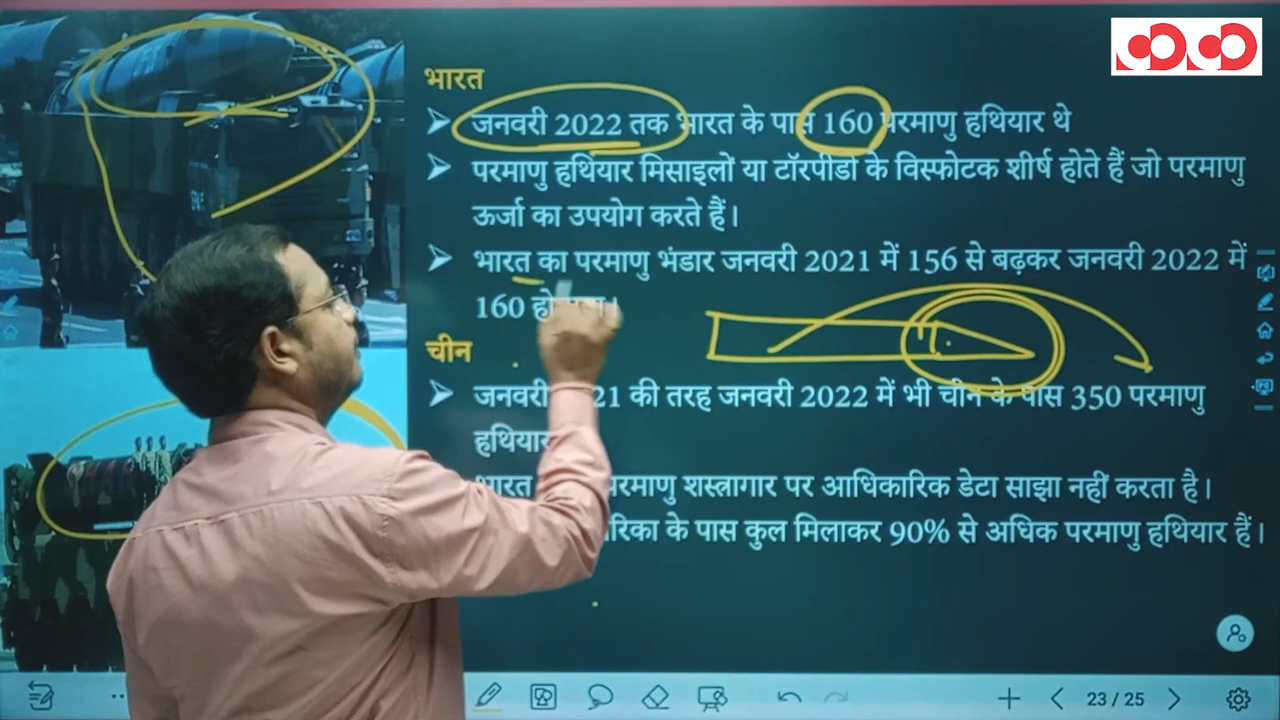 भारत
जनवरी 2022 तक भारत के पास 160 परमाणु हथियार थे
परमाणु हथियार मिसाइलों या टॉरपीडो के विस्फोटक शीर्ष होते हैं जो परमाणु
ऊर्जा का उपयोग करते हैं।
भारत का परमाणु भंडार जनवरी 2021 में 156 से बढ़कर जनवरी 2022 में
160 हो
चीन
जनवरी 21 की तरह जनवरी 2022 में भी चीन के पास 350 परमाणु
हथियार
भारत परमाणु शस्त्रागार पर आधिकारिक डेटा साझा नहीं करता है।
रिका के पास कुल मिलाकर 90% से अधिक परमाणु हथियार हैं।
23 / 25